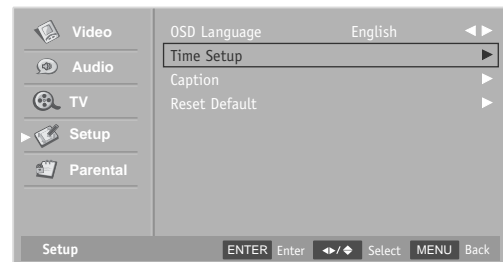 Video
Audio
TV
Setup
Parental
OSD Language English
Time Setup
Caption
Reset Default
Setup ENTER Enter / Select MENU Back